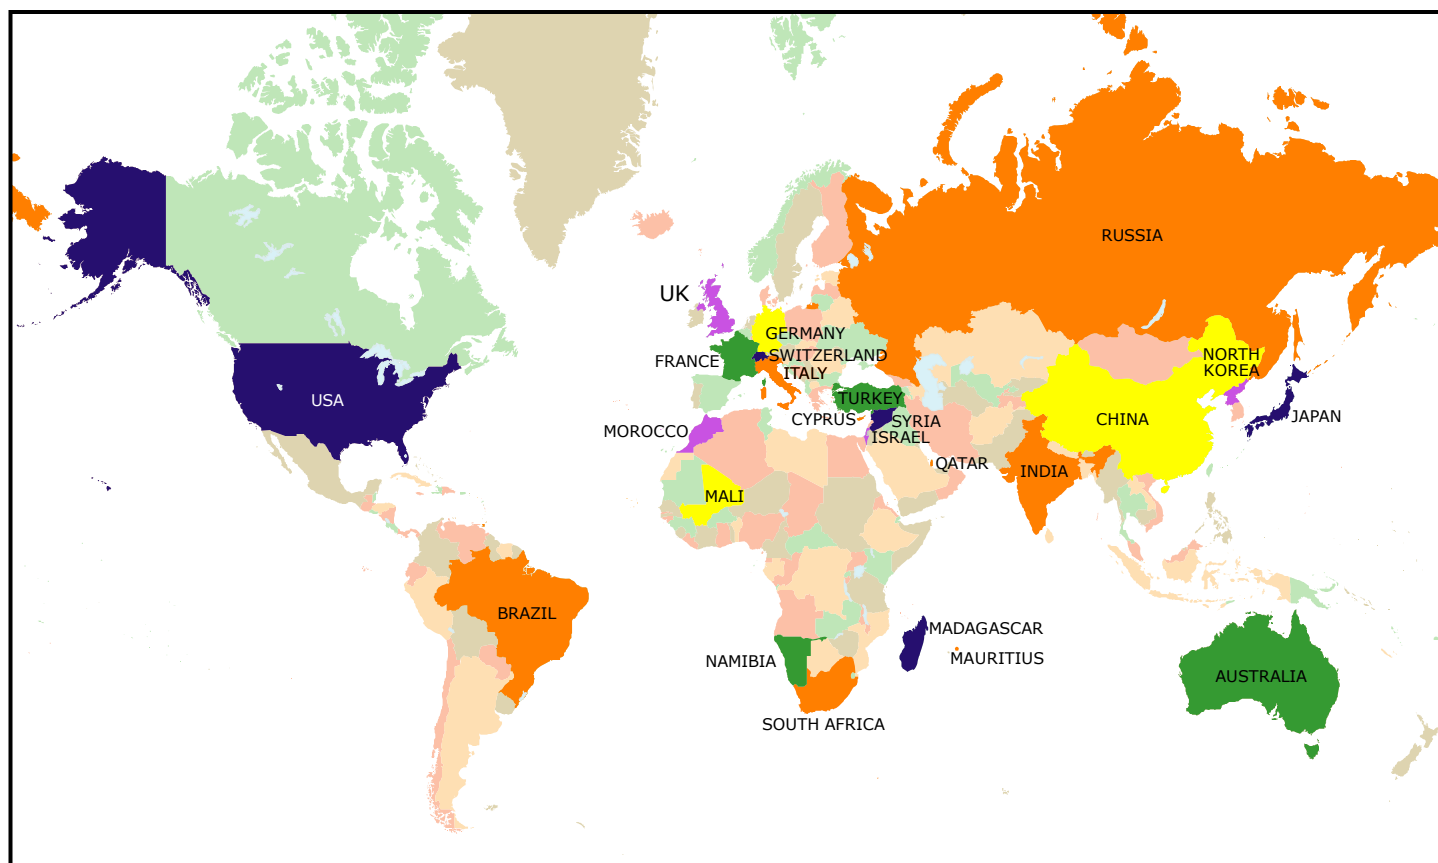 RUSSIA
UK
GERMANY
FRANCE
SWITZERLAND
ITALY
NORTH
KOREA
USA
TURKEY
CYPRUS
SYRIA
CHINA
JAPAN
MOROCCO
ISRAEL
QATAR
INDIA
MALI
BRAZIL
MADAGASCAR
NAMIBIA
MAURITIUS
AUSTRALIA
SOUTH AFRICA